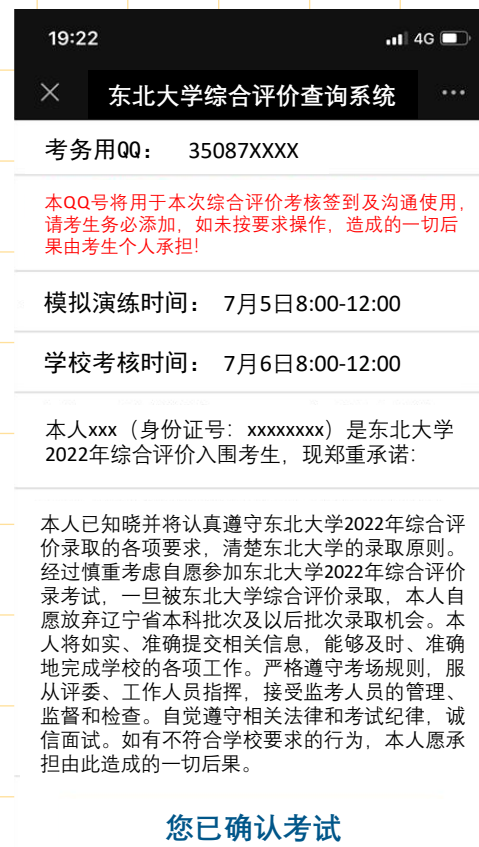 19:22
4G
东北大学综合评价查询系统
考务用QQ： 35087XXXX
本QQ号将用于本次综合评价考核签到及沟通使用，
请考生务必添加，如未按要求操作，造成的一切后
果由考生个人承担!
模拟演练时间： 7月5日8:00-12:00
学校考核时间： 7月6日8:00-12:00
本人xxx（身份证号：xxxxxxxx）是东北大学
2022年综合评价入围考生，现郑重承诺：
本人已知晓并将认真遵守东北大学2022年综合评
价录取的各项要求，清楚东北大学的录取原则。
经过慎重考虑自愿参加东北大学2022年综合评价
录考试，一旦被东北大学综合评价录取，本人自
愿放弃辽宁省本科批次及以后批次录取机会。本
人将如实、准确提交相关信息，能够及时、准确
地完成学校的各项工作。严格遵守考场规则，服
从评委、工作人员指挥，接受监考人员的管理、
监督和检查。自觉遵守相关法律和考试纪律，诚
信面试。如有不符合学校要求的行为，本人愿承
担由此造成的一切后果。
您已确认考试